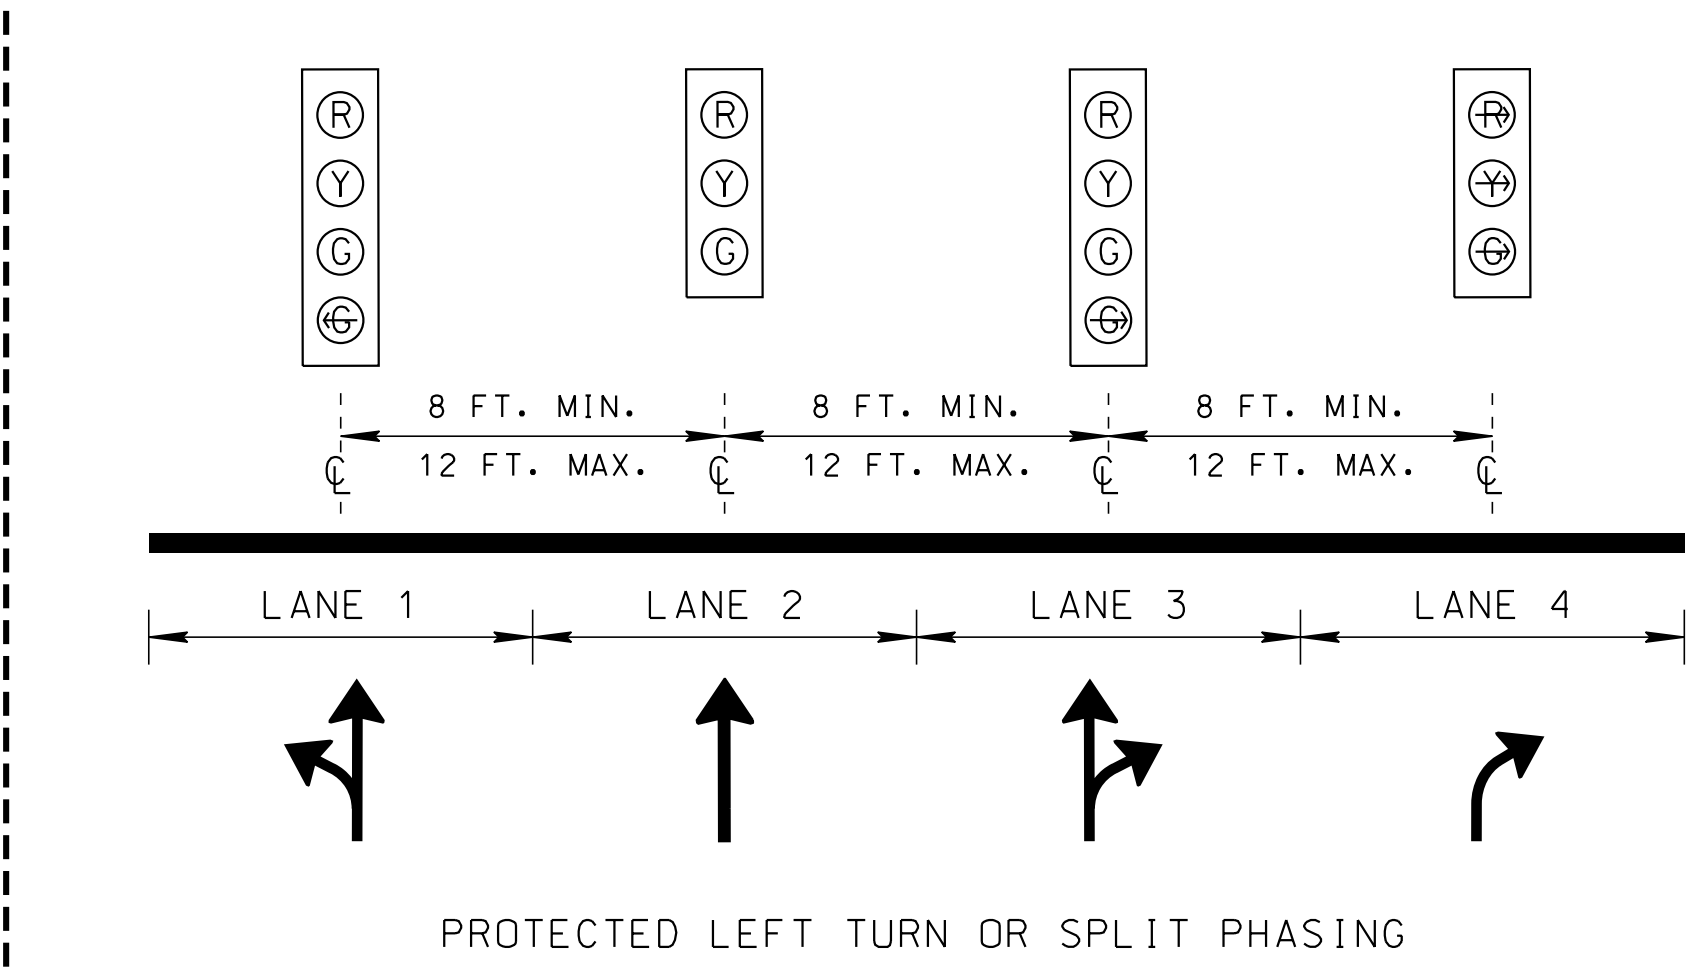 R R R R
Y Y Y Y
G G G G
G G
8 FT. MIN. 8 FT. MIN. 8 FT. MIN.
12 FT. MAX. 12 FT. MAX. 12 FT. MAX.
CL CL CL CL
LANE 1 LANE 2 LANE 3 LANE 4
PROTECTED LEFT TURN OR SPLIT PHASING